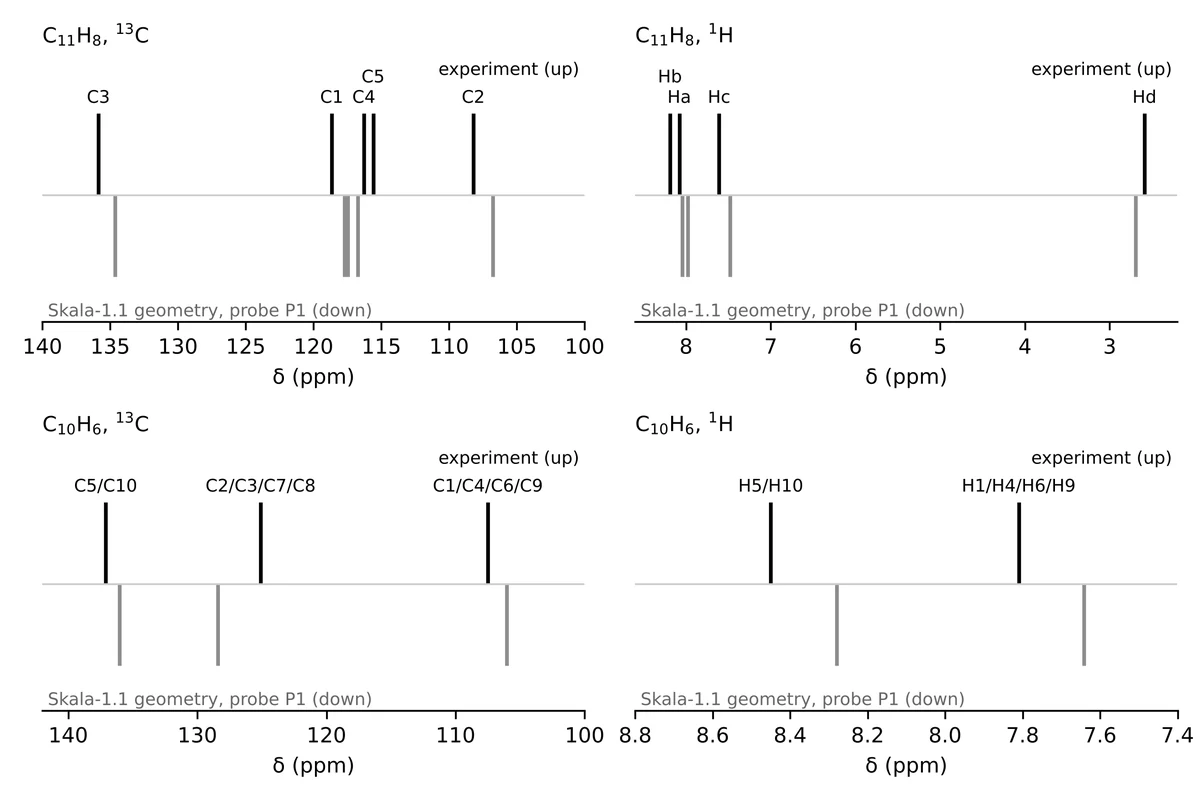 C₁₁H₈, ¹³C
experiment (up)
C5
C3 C1 C4 C2
Skala-1.1 geometry, probe P1 (down)
140 135 130 125 120 115 110 105 100
δ (ppm)
C₁₁H₈, ¹H
experiment (up)
Hb
Ha Hc Hd
Skala-1.1 geometry, probe P1 (down)
8 7 6 5 4 3
δ (ppm)
C₁₀H₆, ¹³C
experiment (up)
C5/C10 C2/C3/C7/C8 C1/C4/C6/C9
Skala-1.1 geometry, probe P1 (down)
140 130 120 110 100
δ (ppm)
C₁₀H₆, ¹H
experiment (up)
H5/H10 H1/H4/H6/H9
Skala-1.1 geometry, probe P1 (down)
8.8 8.6 8.4 8.2 8.0 7.8 7.6 7.4
δ (ppm)